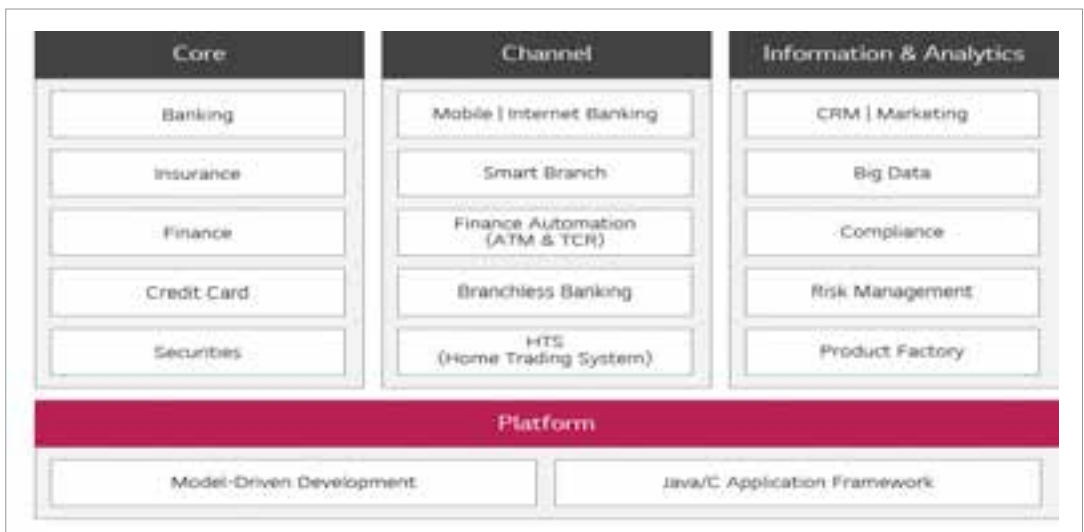 Core
Banking
Insurance
Finance
Credit Card
Securities
Channel
Mobile | Internet Banking
Smart Branch
Finance Automation
(ATM & TCR)
Branchless Banking
HTS
(Home Trading System)
Information & Analytics
CRM | Marketing
Big Data
Compliance
Risk Management
Product Factory
Platform
Model-Driven Development
Java/C Application Framework